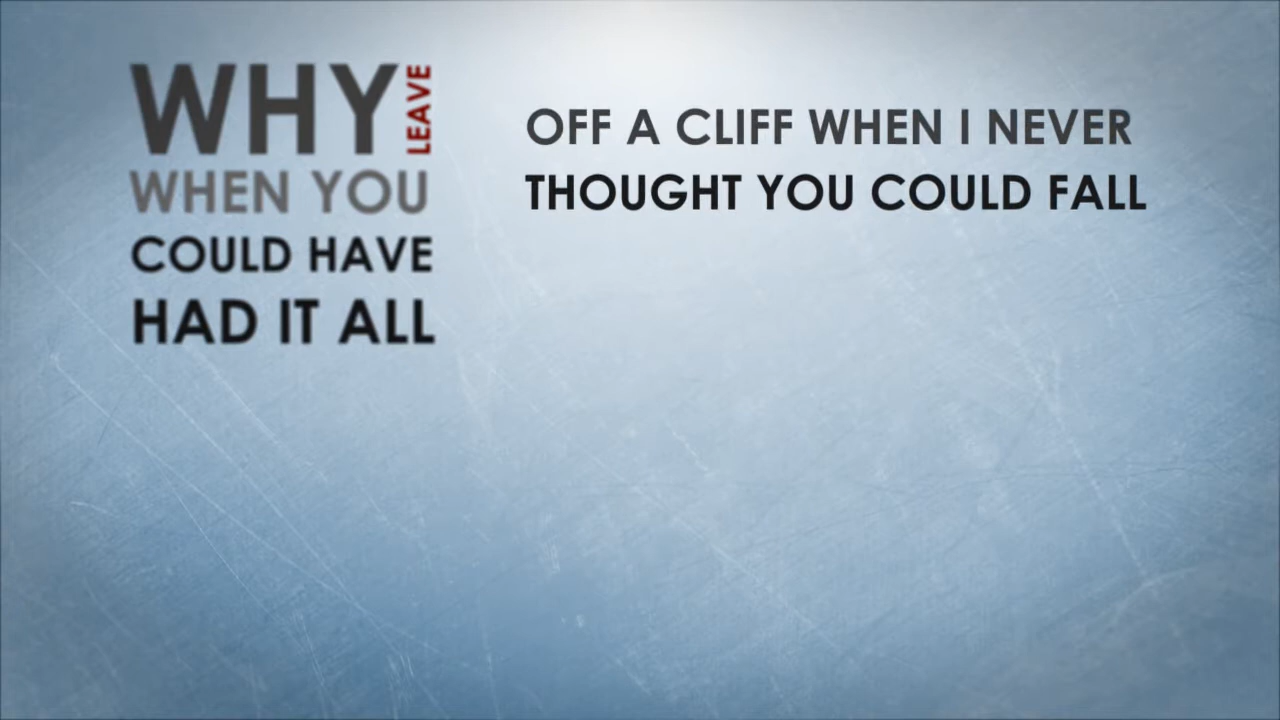 WHY LEAVE
WHEN YOU
COULD HAVE
HAD IT ALL
OFF A CLIFF WHEN I NEVER
THOUGHT YOU COULD FALL